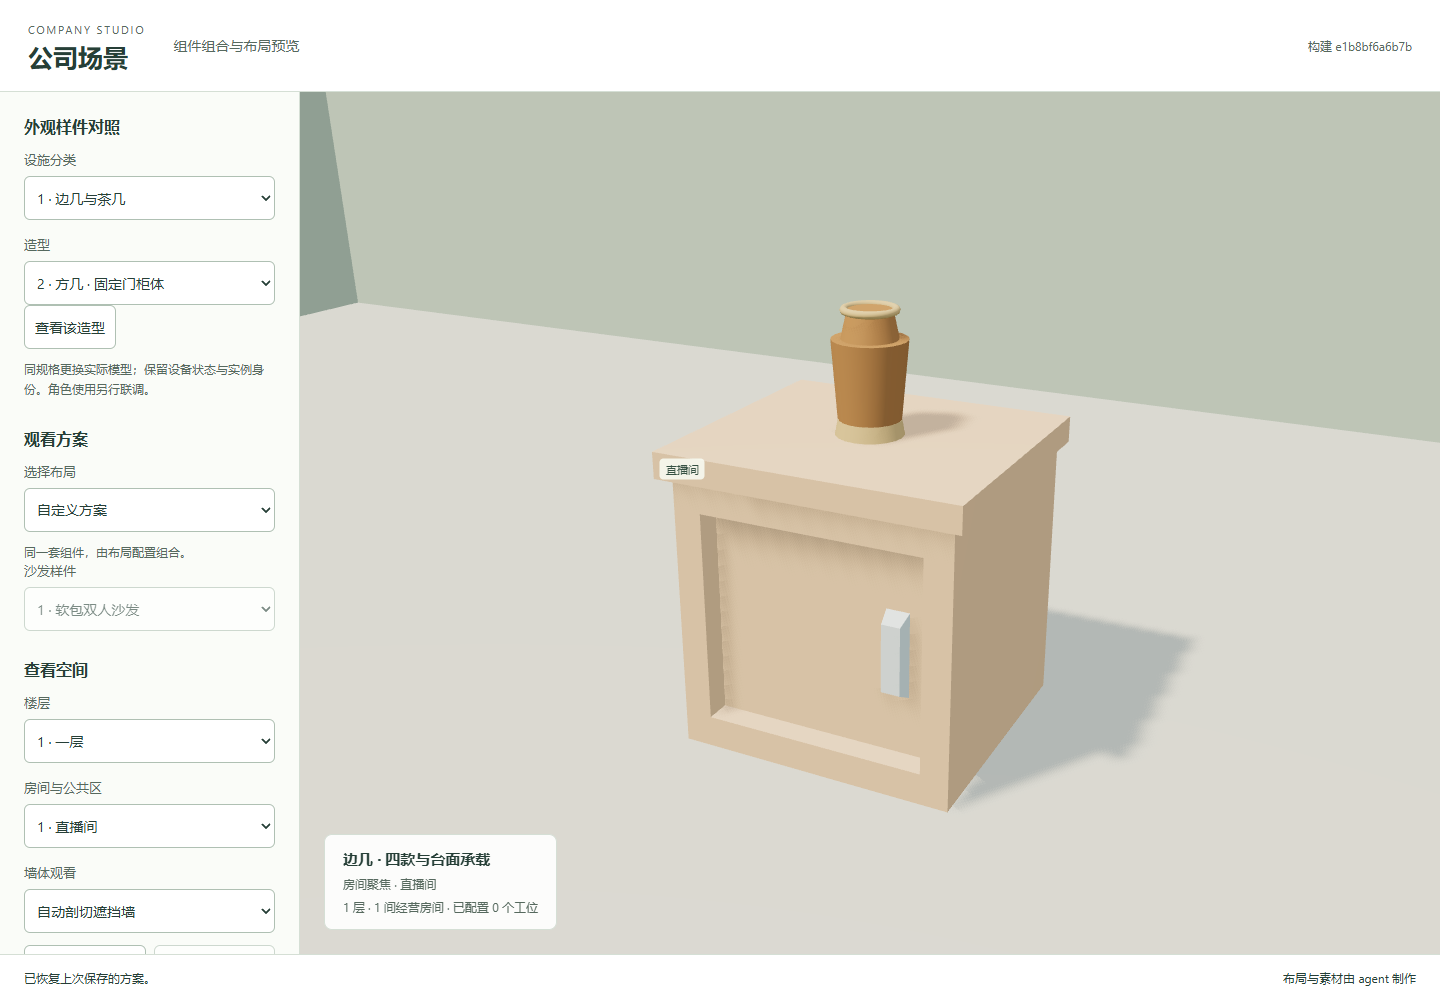 COMPANY STUDIO
公司场景
组件组合与布局预览
构建 e1b8bf6a6b7b
外观样件对照
设施分类
1 · 边几与茶几
造型
2 · 方几 · 固定门柜体
查看该造型
同规格更换实际模型；保留设备状态与实例身
份。角色使用另行联调。
观看方案
选择布局
自定义方案
同一套组件，由布局配置组合。
沙发样件
1 · 软包双人沙发
查看空间
楼层
1 · 一层
房间与公共区
1 · 直播间
墙体观看
自动剖切遮挡墙
直播间
边几 · 四款与台面承载
房间聚焦 · 直播间
1 层 · 1 间经营房间 · 已配置 0 个工位
已恢复上次保存的方案。
布局与素材由 agent 制作